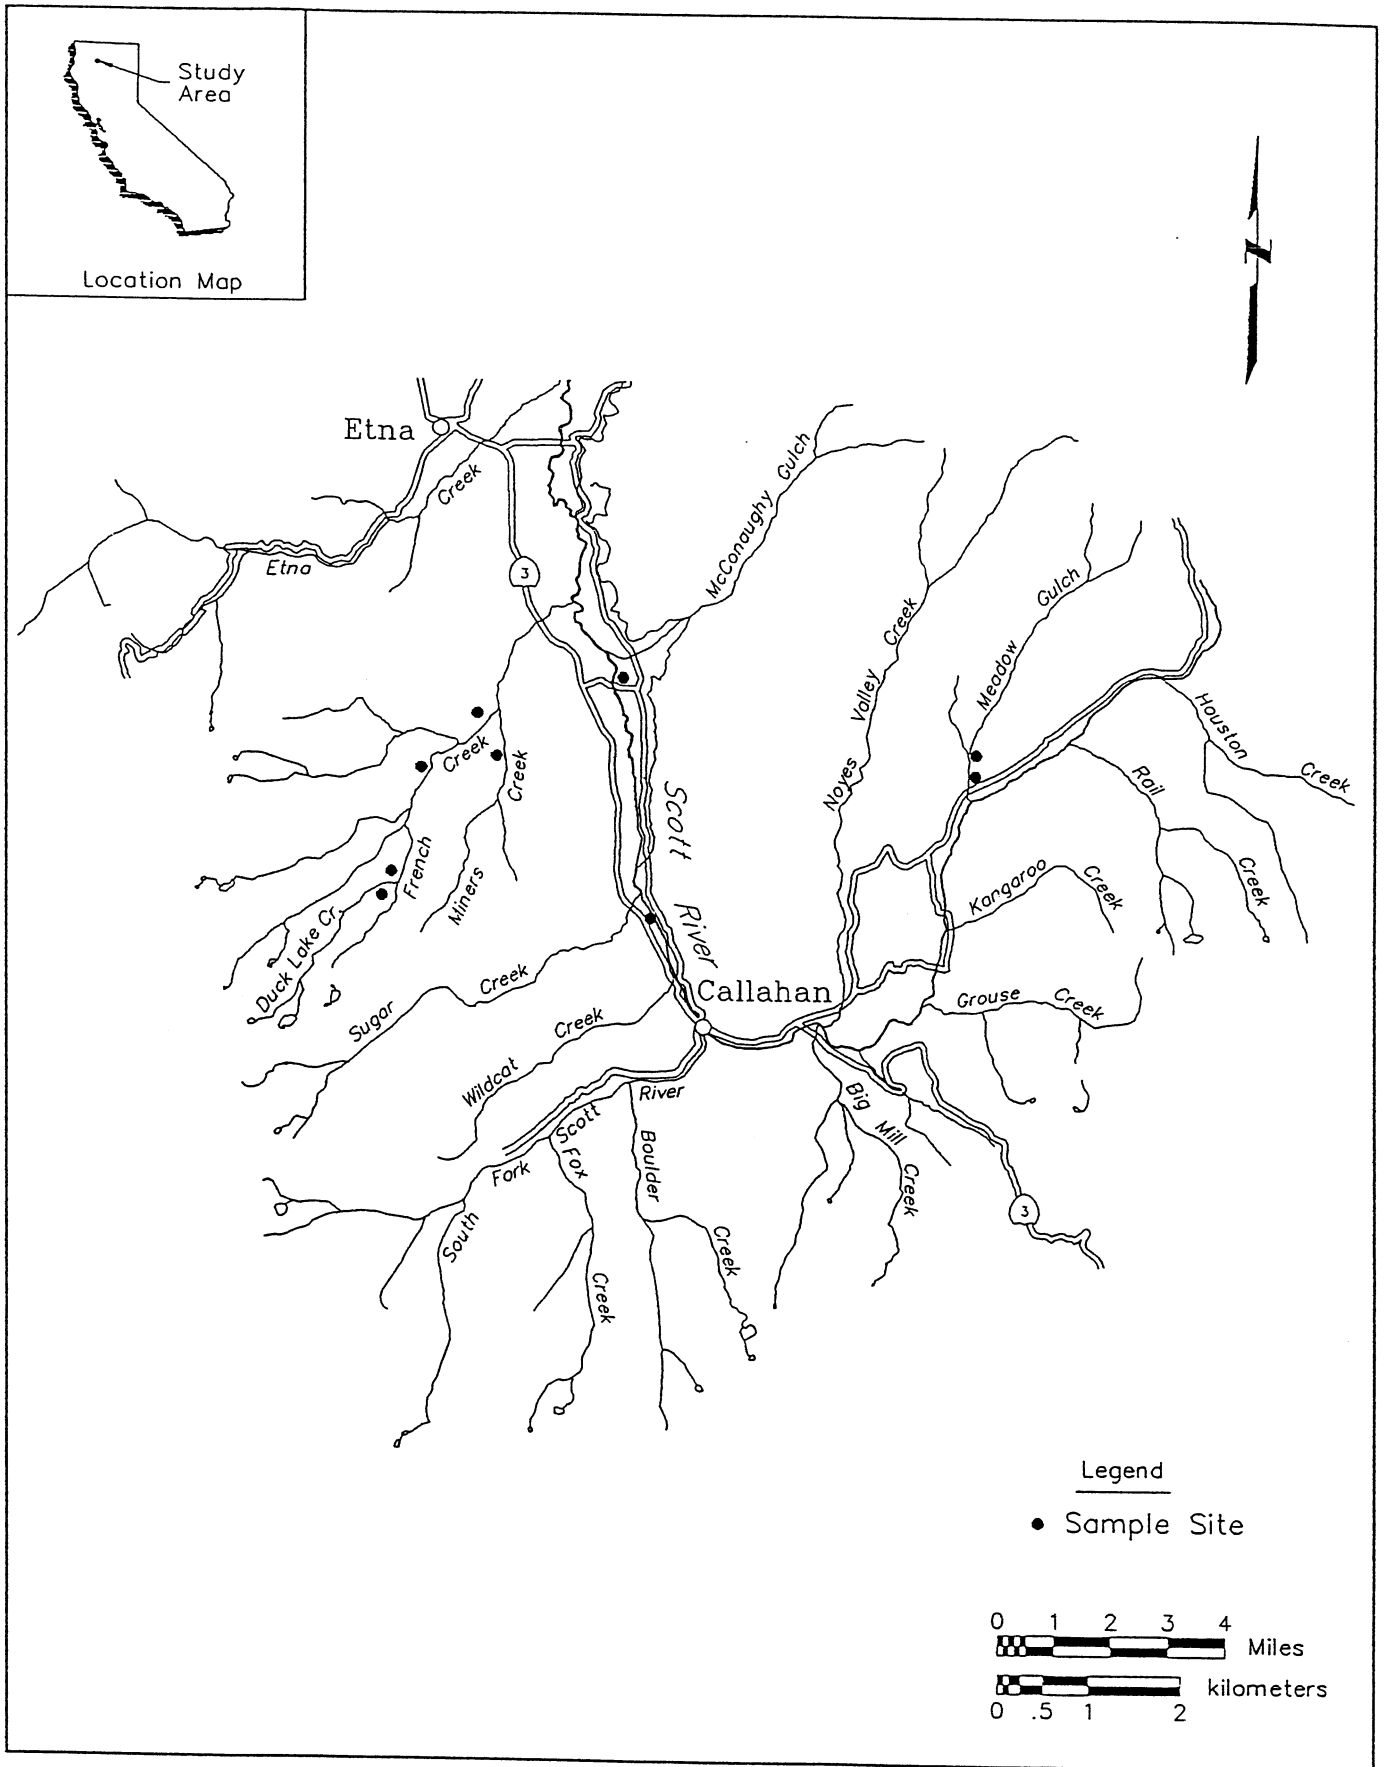 Study
Area
Location Map
Etna
Creek
Etna
3
McConaughy Gulch
Noyes Valley Creek
Meadow Gulch
Houston Creek
Rail Creek
Kangaroo Creek
Grouse Creek
Creek
Creek
French
Miners
Duck Lake Cr.
Scott River
Sugar Creek
Callahan
Wildcat Creek
South Fork Scott River
Fox Creek
Boulder Creek
Big Mill Creek
3
N
Legend
Sample Site
0 1 2 3 4
Miles
kilometers
0 .5 1 2